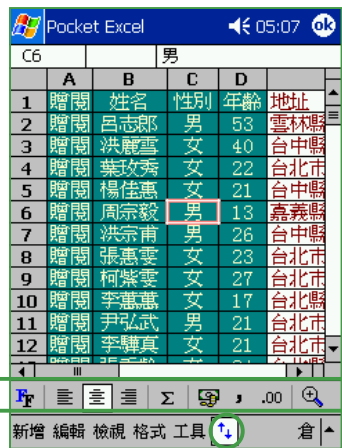 Pocket Excel 5:07 ok
C6 男
A B C D
1 贈閱 姓名 性別 年齡 地址
2 贈閱 呂志郎 男 53 雲林縣
3 贈閱 洪麗雪 女 40 台中縣
4 贈閱 葉玫秀 女 22 台北市
5 贈閱 楊佳惠 女 21 台中縣
6 贈閱 周宗毅 男 13 嘉義縣
7 贈閱 洪宗甫 男 26 台中縣
8 贈閱 張惠雯 女 23 台北市
9 贈閱 柯紫雯 女 27 台北市
10 贈閱 李 女 17 台北縣
11 贈閱 尹弘武 男 21 台北市
12 贈閱 李驊真 女 21 台北市
FF Σ , .00
新增 編輯 檢視 格式 工具 倉